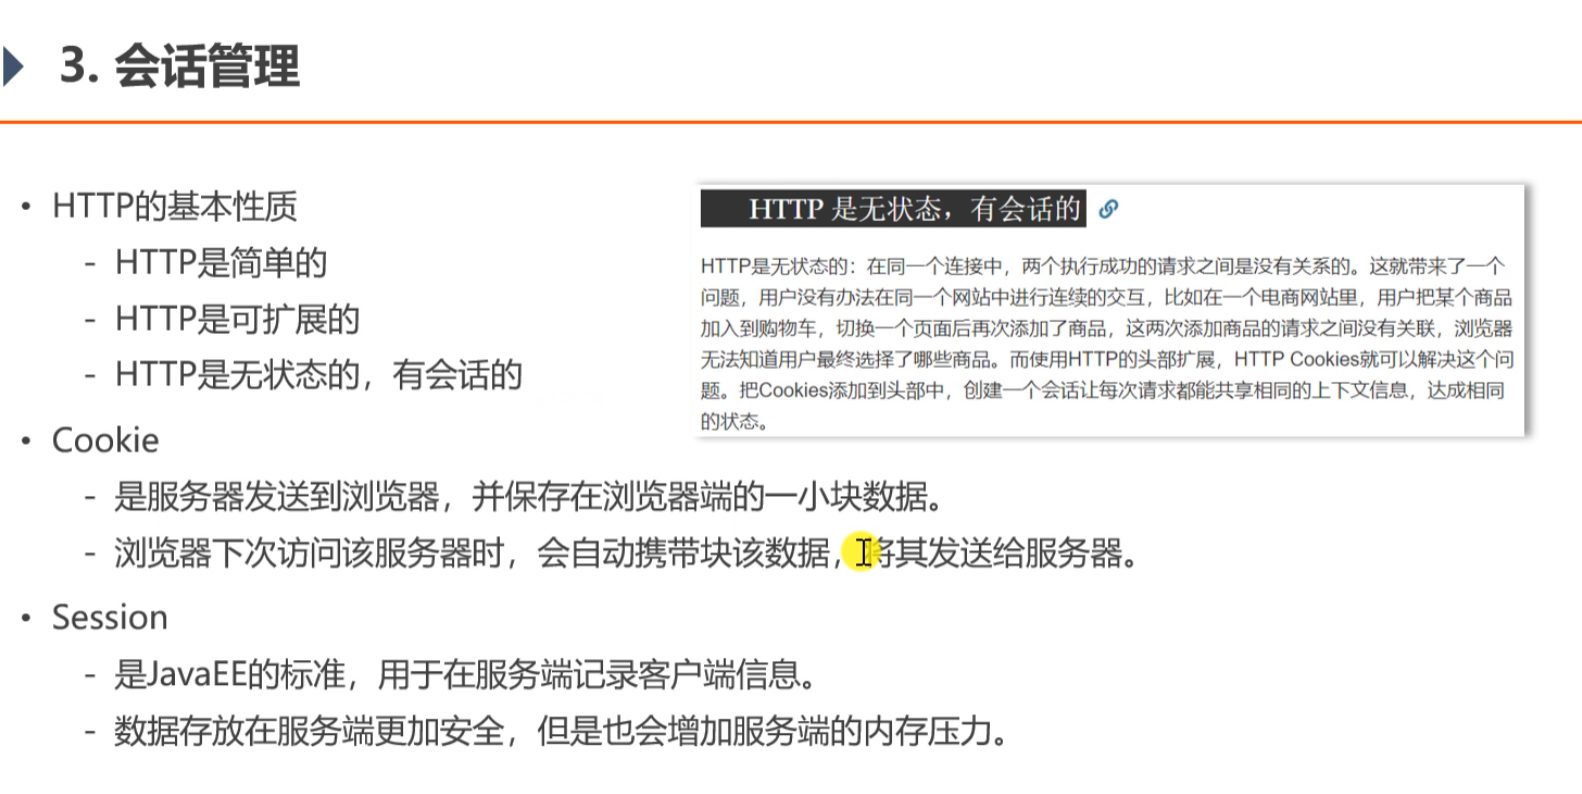 3. 会话管理
• HTTP的基本性质
- HTTP是简单的
- HTTP是可扩展的
- HTTP是无状态的，有会话的
HTTP 是无状态，有会话的
HTTP是无状态的：在同一个连接中，两个执行成功的请求之间是没有关系的。这就带来了一个
问题，用户没有办法在同一个网站中进行连续的交互，比如在一个电商网站里，用户把某个商品
加入到购物车，切换一个页面后再次添加了商品，这两次添加商品的请求之间没有关联，浏览器
无法知道用户最终选择了哪些商品。而使用HTTP的头部扩展，HTTP Cookies就可以解决这个问
题。把Cookies添加到头部中，创建一个会话让每次请求都能共享相同的上下文信息，达成相同
的状态。
• Cookie
- 是服务器发送到浏览器，并保存在浏览器端的一小块数据。
- 浏览器下次访问该服务器时，会自动携带块该数据，将其发送给服务器。
• Session
- 是JavaEE的标准，用于在服务端记录客户端信息。
- 数据存放在服务端更加安全，但是也会增加服务端的内存压力。